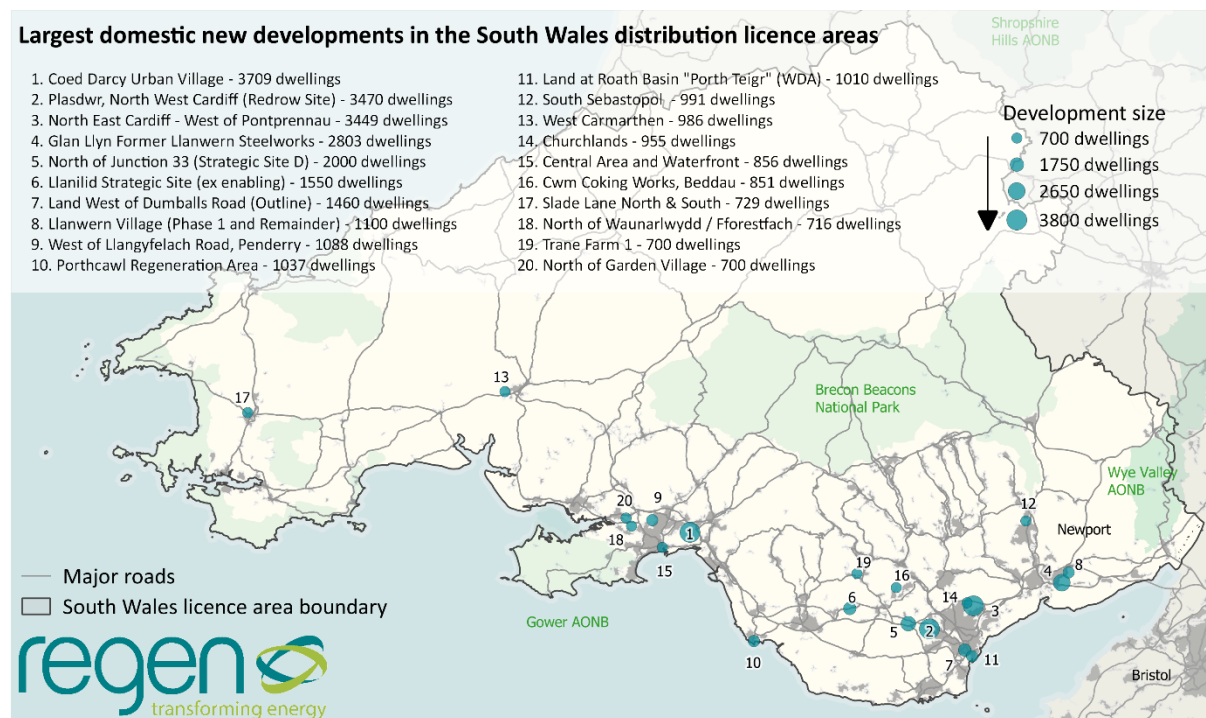 Largest domestic new developments in the South Wales distribution licence areas
Shropshire
Hills AONB
1. Coed Darcy Urban Village - 3709 dwellings
2. Plasdwr, North West Cardiff (Redrow Site) - 3470 dwellings
3. North East Cardiff - West of Pontprennau - 3449 dwellings
4. Glan Llyn Former Llanwern Steelworks - 2803 dwellings
5. North of Junction 33 (Strategic Site D) - 2000 dwellings
6. Llanilid Strategic Site (ex enabling) - 1550 dwellings
7. Land West of Dumballs Road (Outline) - 1460 dwellings
8. Llanwern Village (Phase 1 and Remainder) - 1100 dwellings
9. West of Llangyfelach Road, Penderry - 1088 dwellings
10. Porthcawl Regeneration Area - 1037 dwellings
11. Land at Roath Basin "Porth Teigr" (WDA) - 1010 dwellings
12. South Sebastopol - 991 dwellings
13. West Carmarthen - 986 dwellings
14. Churchlands - 955 dwellings
15. Central Area and Waterfront - 856 dwellings
16. Cwm Coking Works, Beddau - 851 dwellings
17. Slade Lane North & South - 729 dwellings
18. North of Waunarlwydd / Fforestfach - 716 dwellings
19. Trane Farm 1 - 700 dwellings
20. North of Garden Village - 700 dwellings
Development size
700 dwellings
1750 dwellings
2650 dwellings
3800 dwellings
13
17
Brecon Beacons
National Park
Wye Valley
AONB
12
Newport
20
9
1
18
15
19
16
4
8
6
14
3
5
2
10
7
11
Gower AONB
Bristol
Major roads
South Wales licence area boundary
regen
transforming energy